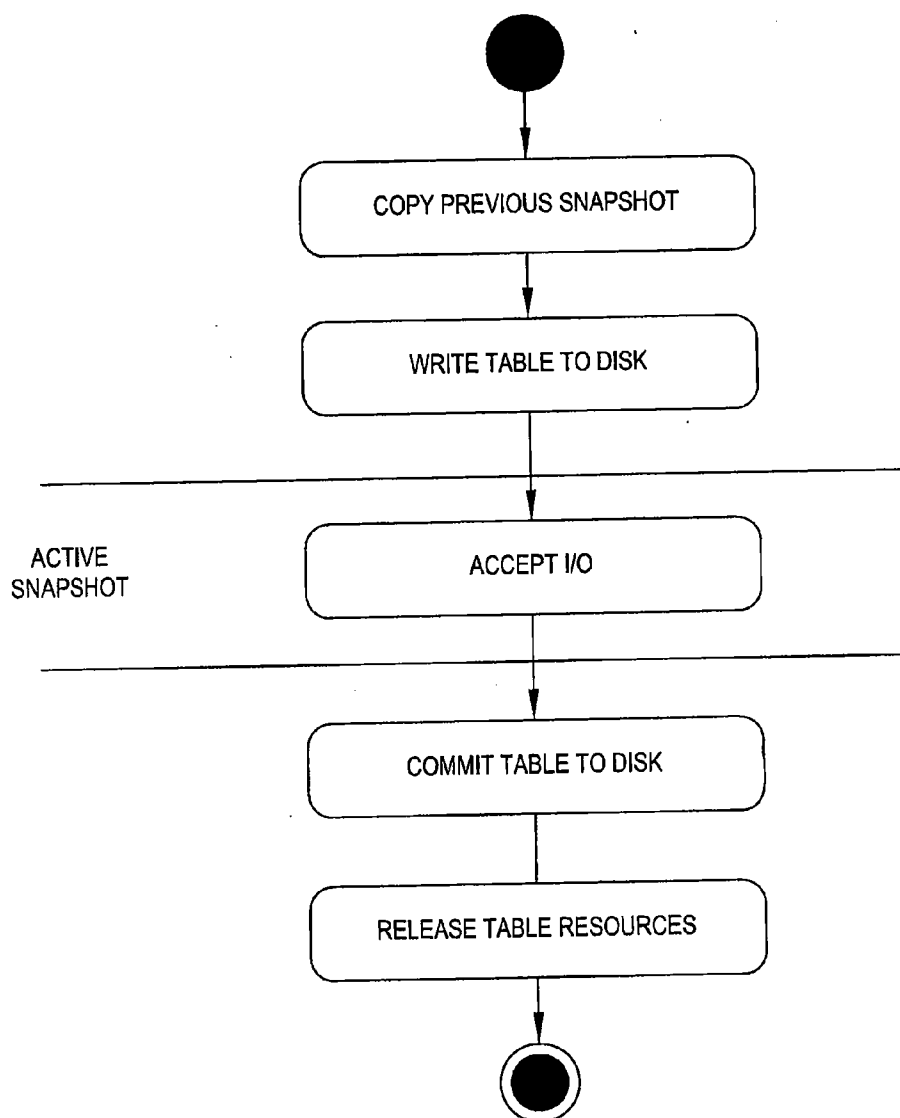 COPY PREVIOUS SNAPSHOT
WRITE TABLE TO DISK
ACTIVE
SNAPSHOT
ACCEPT I/O
COMMIT TABLE TO DISK
RELEASE TABLE RESOURCES